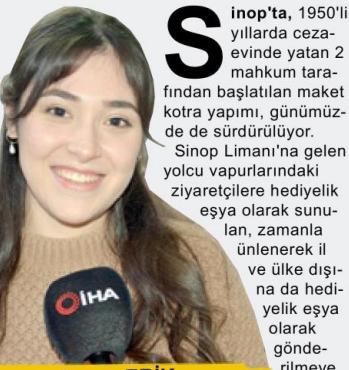 Sinop'ta, 1950'li
yıllarda ceza-
evinde yatan 2
mahkum tara-
fından başlatılan maket
kotra yapımı, günümüz-
de de sürdürülüyor.
Sinop Limanı'na gelen
yolcu vapurlarındaki
ziyaretçilere hediyelik
eşya olarak sunu-
lan, zamanla
ünlenerek il
ve ülke dışı-
na da hedi-
yelik eşya
olarak
gönde-
rilmeye
İHA